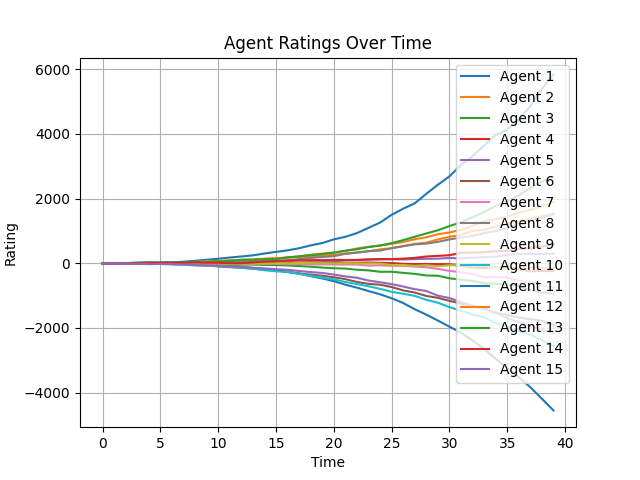 Agent Ratings Over Time
Rating
6000
4000
2000
0
−2000
−4000
0 5 10 15 20 25 30 35 40
Time
Agent 1
Agent 2
Agent 3
Agent 4
Agent 5
Agent 6
Agent 7
Agent 8
Agent 9
Agent 10
Agent 11
Agent 12
Agent 13
Agent 14
Agent 15